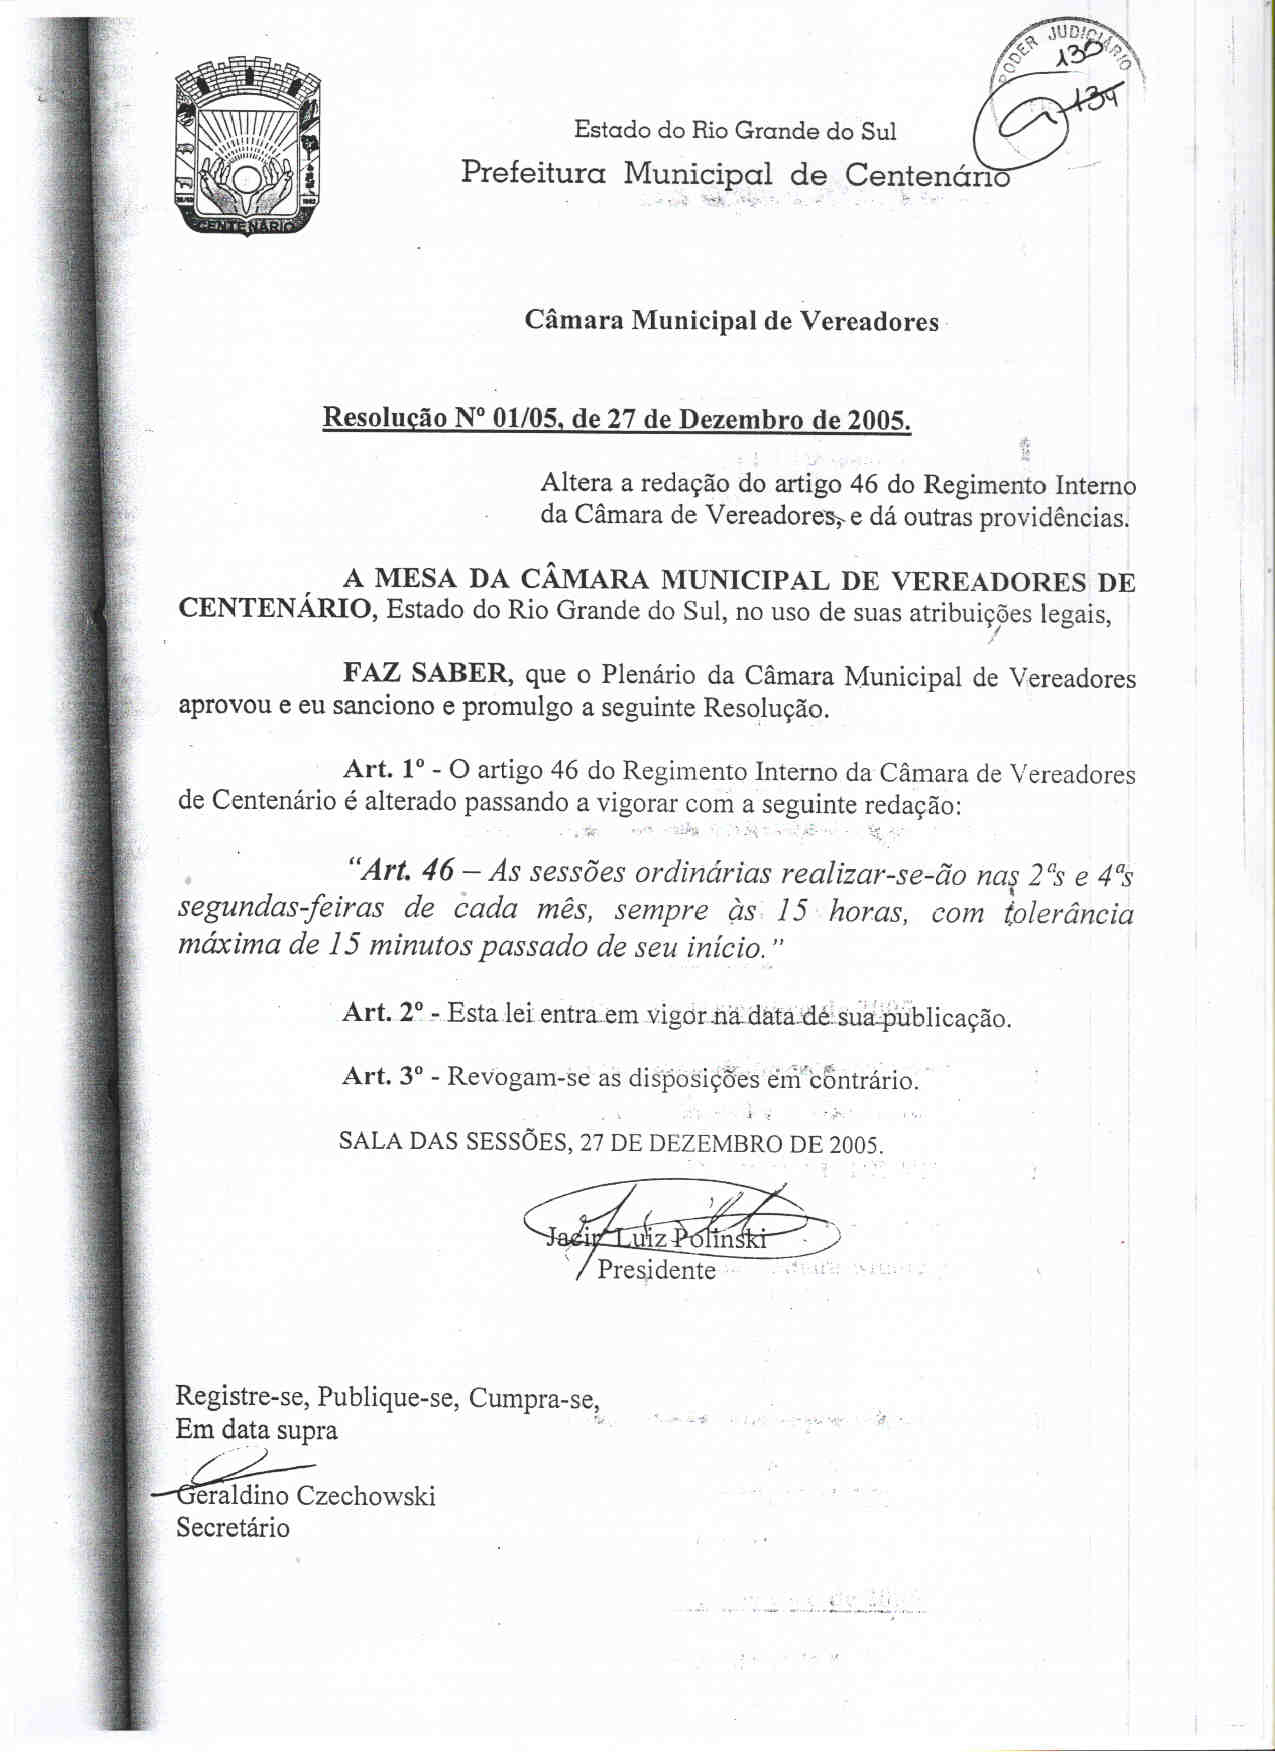 PODER JUDICIÁRIO
130
134
CENTENÁRIO
Estado do Rio Grande do Sul
Prefeitura Municipal de Centenário
Câmara Municipal de Vereadores
Resolução Nº 01/05, de 27 de Dezembro de 2005.
Altera a redação do artigo 46 do Regimento Interno
da Câmara de Vereadores, e dá outras providências.
A MESA DA CÂMARA MUNICIPAL DE VEREADORES DE
CENTENÁRIO, Estado do Rio Grande do Sul, no uso de suas atribuições legais,
FAZ SABER, que o Plenário da Câmara Municipal de Vereadores
aprovou e eu sanciono e promulgo a seguinte Resolução.
Art. 1º - O artigo 46 do Regimento Interno da Câmara de Vereadores
de Centenário é alterado passando a vigorar com a seguinte redação:
“Art. 46 – As sessões ordinárias realizar-se-ão nas 2ªs e 4ªs
segundas-feiras de cada mês, sempre às 15 horas, com tolerância
máxima de 15 minutos passado de seu início.”
Art. 2º - Esta lei entra em vigor na data de sua publicação.
Art. 3º - Revogam-se as disposições em contrário.
SALA DAS SESSÕES, 27 DE DEZEMBRO DE 2005.
Jacir Luiz Polinski
Presidente
Registre-se, Publique-se, Cumpra-se,
Em data supra
Geraldino Czechowski
Secretário